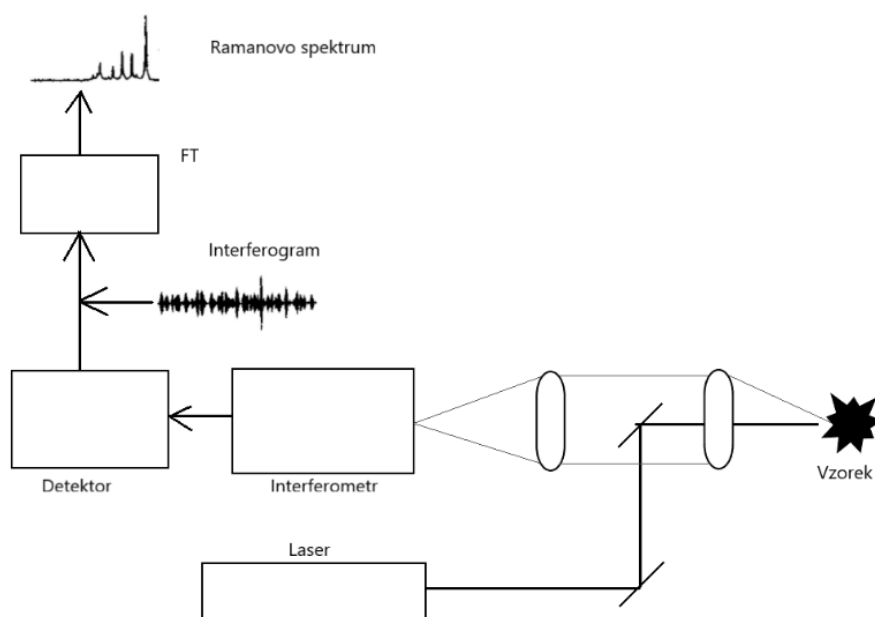 Ramanovo spektrum
FT
Interferogram
Detektor
Interferometr
Vzorek
Laser